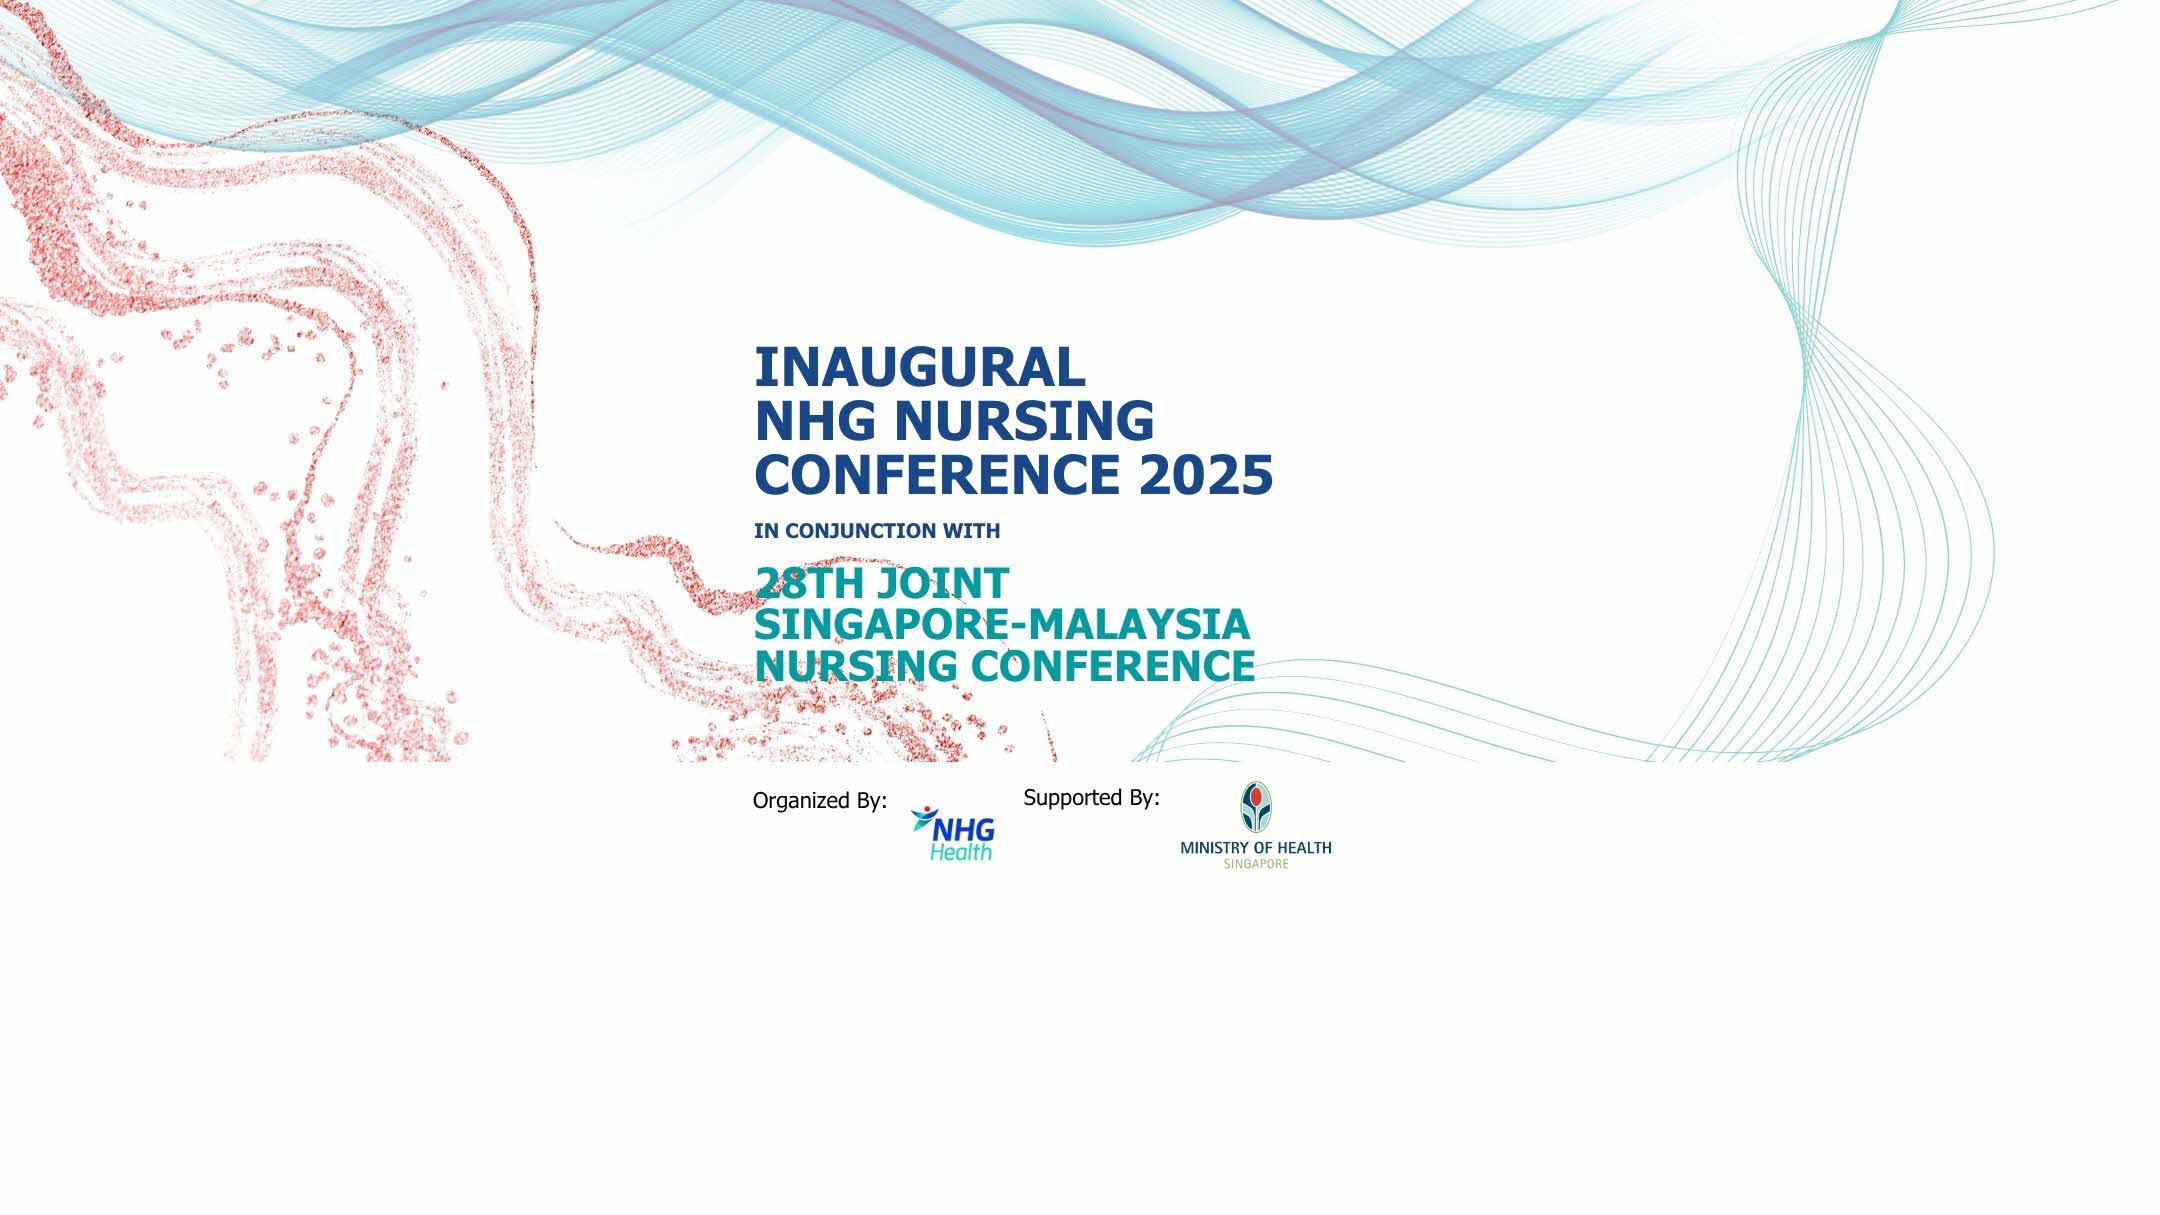 INAUGURAL
NHG NURSING
CONFERENCE 2025
IN CONJUNCTION WITH
28TH JOINT
SINGAPORE-MALAYSIA
NURSING CONFERENCE
Organized By:
NHG
Health
Supported By:
MINISTRY OF HEALTH
SINGAPORE